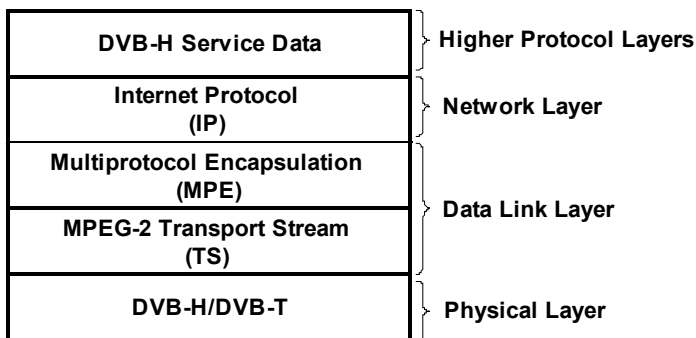 DVB-H Service Data
Higher Protocol Layers
Internet Protocol
(IP)
Network Layer
Multiprotocol Encapsulation
(MPE)
MPEG-2 Transport Stream
(TS)
Data Link Layer
DVB-H/DVB-T
Physical Layer